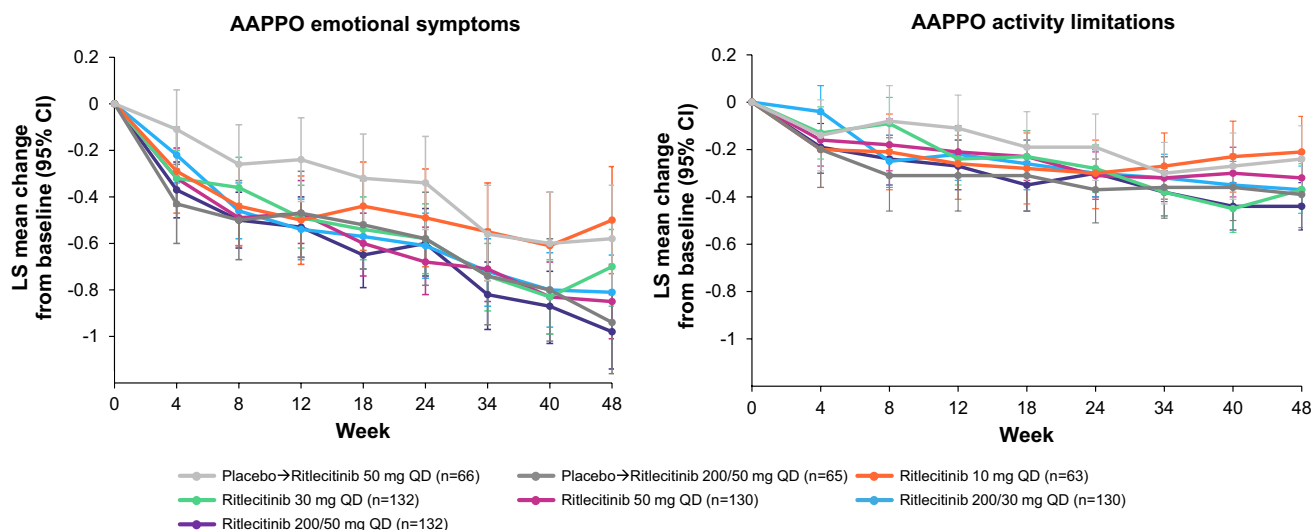 AAPPO emotional symptoms
LS mean change
from baseline (95% CI)
0.2
0
-0.2
-0.4
-0.6
-0.8
-1
0
4
8
12
18
24
34
40
48
Week
AAPPO activity limitations
LS mean change
from baseline (95% CI)
0.2
0
-0.2
-0.4
-0.6
-0.8
-1
0
4
8
12
18
24
34
40
48
Week
Placebo→Ritlecitinib 50 mg QD (n=66)
Placebo→Ritlecitinib 200/50 mg QD (n=65)
Ritlecitinib 10 mg QD (n=63)
Ritlecitinib 30 mg QD (n=132)
Ritlecitinib 50 mg QD (n=130)
Ritlecitinib 200/30 mg QD (n=130)
Ritlecitinib 200/50 mg QD (n=132)